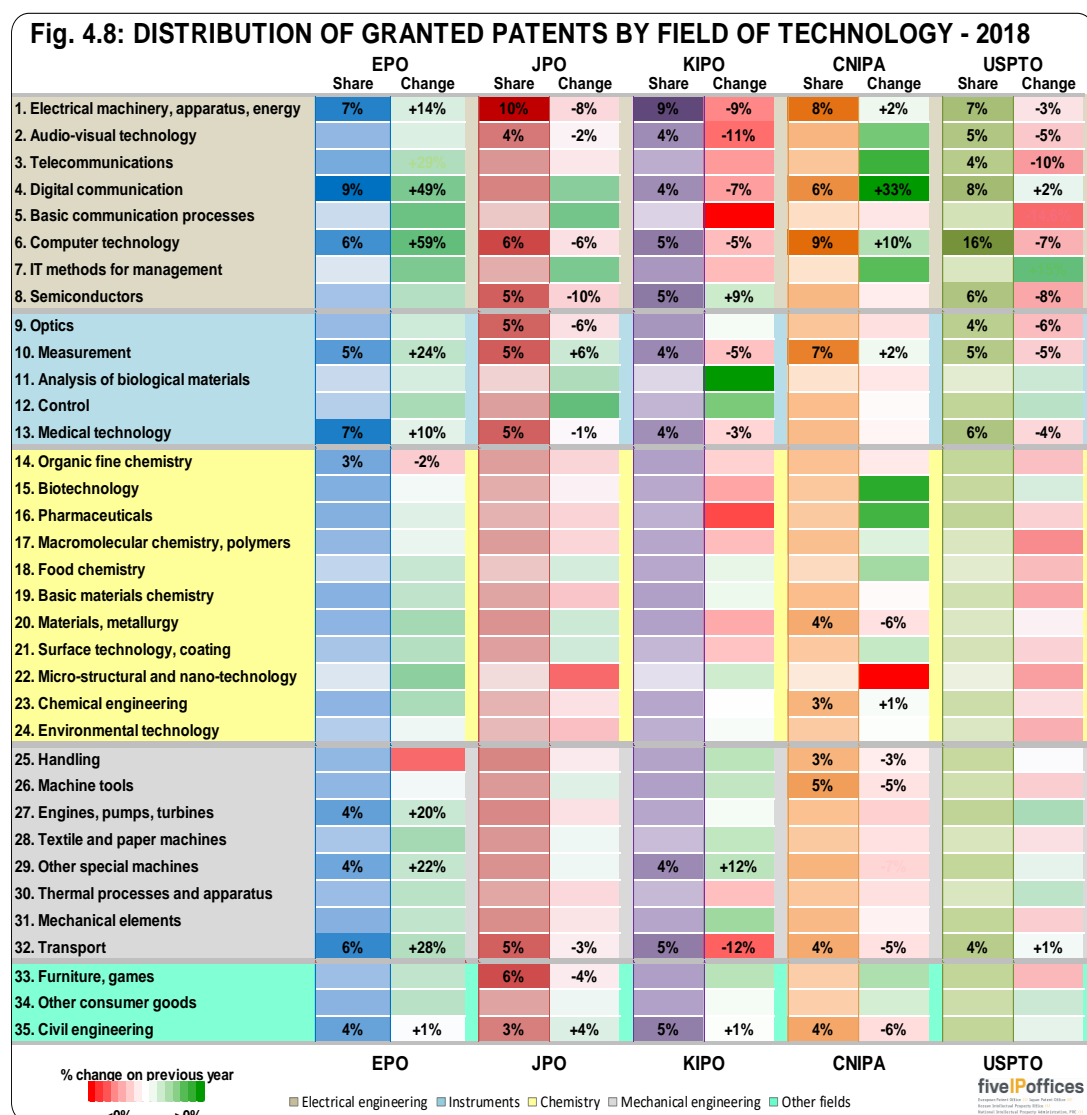 Fig. 4.8: DISTRIBUTION OF GRANTED PATENTS BY FIELD OF TECHNOLOGY - 2018
EPO JPO KIPO CNIPA USPTO
Share Change Share Change Share Change Share Change Share Change
1. Electrical machinery, apparatus, energy 7% +14% 10% -8% 9% -9% 8% +2% 7% -3%
2. Audio-visual technology 4% -2% 4% -11% 5% -5%
3. Telecommunications +29% 4% -10%
4. Digital communication 9% +49% 4% -7% 6% +33% 8% +2%
5. Basic communication processes
6. Computer technology 6% +59% 6% -6% 5% -5% 9% +10% 16% -7%
7. IT methods for management
8. Semiconductors 5% -10% 5% +9% 6% -8%
9. Optics 5% -6% 4% -6%
10. Measurement 5% +24% 5% +6% 4% -5% 7% +2% 5% -5%
11. Analysis of biological materials
12. Control
13. Medical technology 7% +10% 5% -1% 4% -3% 6% -4%
14. Organic fine chemistry 3% -2%
15. Biotechnology
16. Pharmaceuticals
17. Macromolecular chemistry, polymers
18. Food chemistry
19. Basic materials chemistry
20. Materials, metallurgy 4% -6%
21. Surface technology, coating
22. Micro-structural and nano-technology
23. Chemical engineering 3% +1%
24. Environmental technology
25. Handling 3% -3%
26. Machine tools 5% -5%
27. Engines, pumps, turbines 4% +20%
28. Textile and paper machines
29. Other special machines 4% +22% 4% +12% -7%
30. Thermal processes and apparatus
31. Mechanical elements
32. Transport 6% +28% 5% -3% 5% -12% 4% -5% 4% +1%
33. Furniture, games 6% -4%
34. Other consumer goods
35. Civil engineering 4% +1% 3% +4% 5% +1% 4% -6%
EPO JPO KIPO CNIPA USPTO
% change on previous year
<0% >0%
Electrical engineering Instruments Chemistry Mechanical engineering Other fields
fiveIPoffices